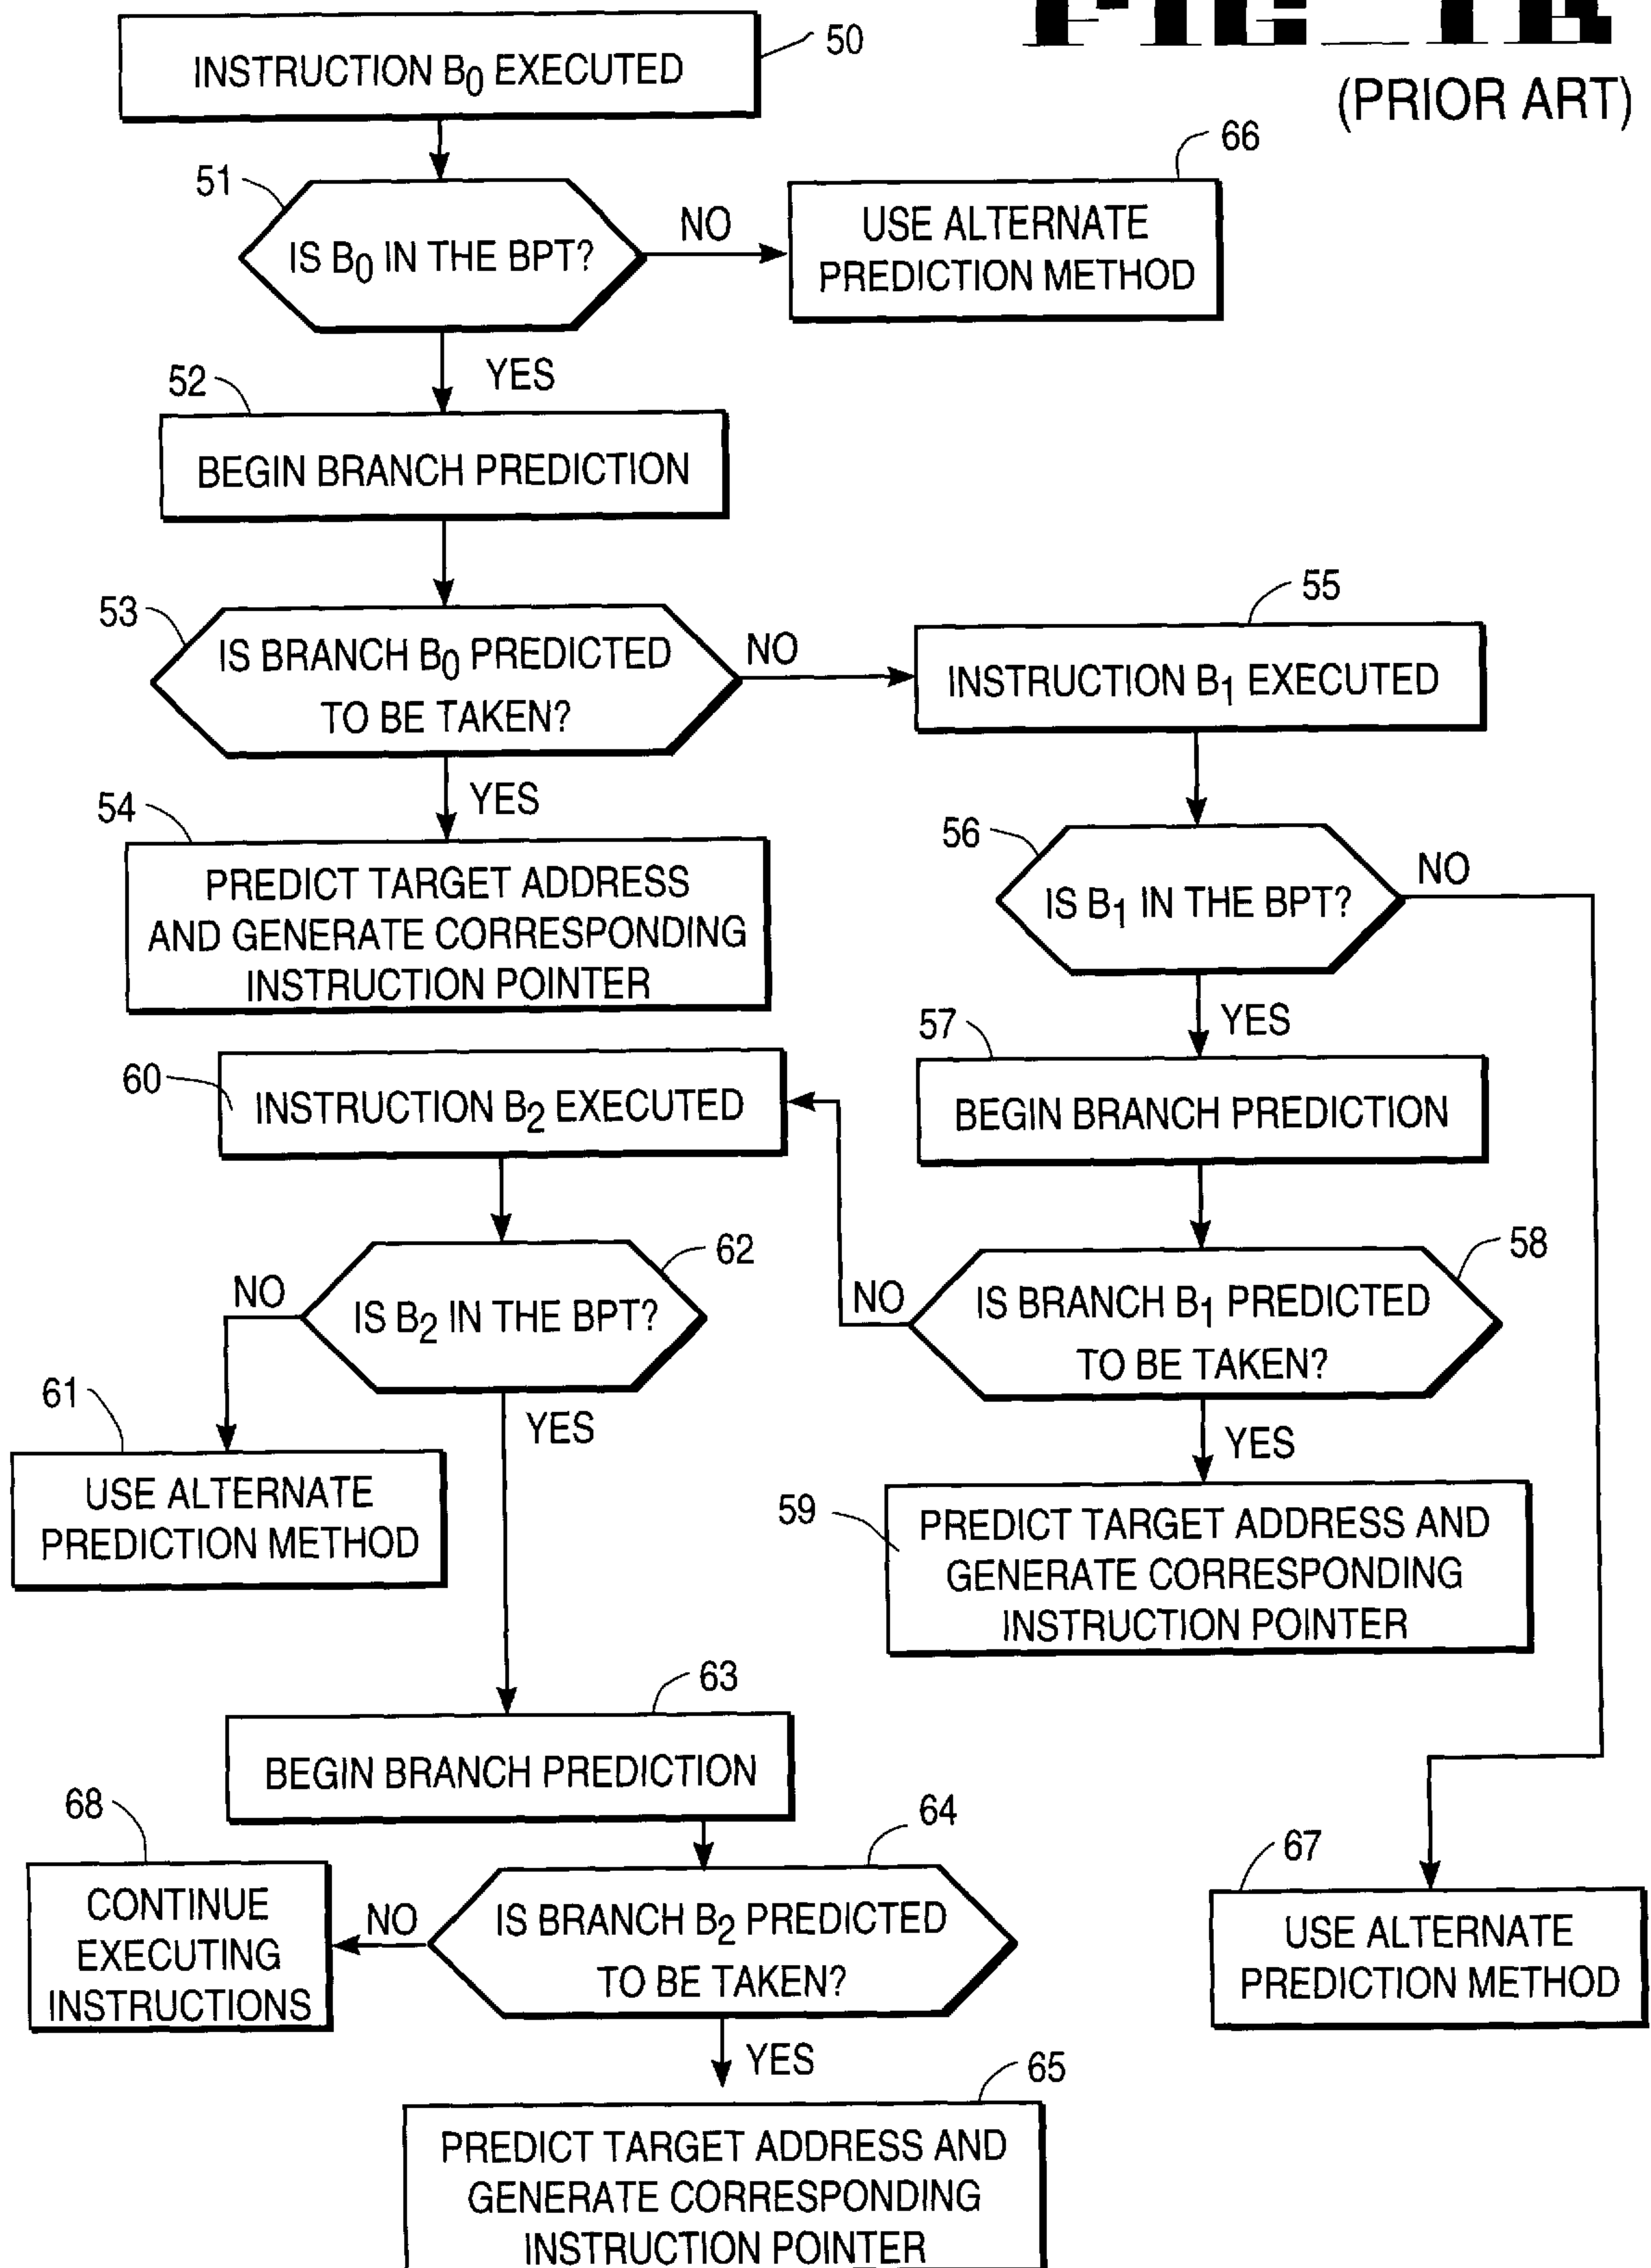 (PRIOR ART)
50
INSTRUCTION B0 EXECUTED
66
51
IS B0 IN THE BPT?
NO
USE ALTERNATE
PREDICTION METHOD
YES
52
BEGIN BRANCH PREDICTION
53
IS BRANCH B0 PREDICTED
TO BE TAKEN?
NO
55
INSTRUCTION B1 EXECUTED
YES
54
PREDICT TARGET ADDRESS
AND GENERATE CORRESPONDING
INSTRUCTION POINTER
56
IS B1 IN THE BPT?
NO
YES
57
BEGIN BRANCH PREDICTION
60
INSTRUCTION B2 EXECUTED
58
IS BRANCH B1 PREDICTED
TO BE TAKEN?
NO
62
IS B2 IN THE BPT?
NO
61
USE ALTERNATE
PREDICTION METHOD
YES
YES
59
PREDICT TARGET ADDRESS AND
GENERATE CORRESPONDING
INSTRUCTION POINTER
63
BEGIN BRANCH PREDICTION
68
CONTINUE
EXECUTING
INSTRUCTIONS
NO
64
IS BRANCH B2 PREDICTED
TO BE TAKEN?
67
USE ALTERNATE
PREDICTION METHOD
YES
65
PREDICT TARGET ADDRESS AND
GENERATE CORRESPONDING
INSTRUCTION POINTER